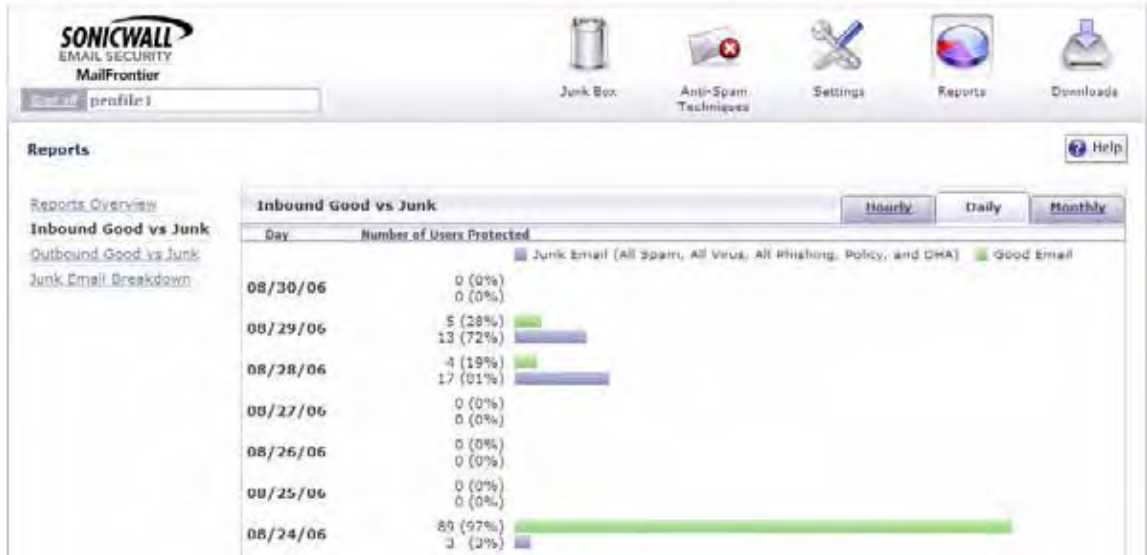 SONICWALL
EMAIL SECURITY
MailFrontier
profile1
Junk Box
Anti-Spam
Techniques
Settings
Reports
Downloads
Reports
Help
Reports Overview
Inbound Good vs Junk
Outbound Good vs Junk
Junk Email Breakdown
Inbound Good vs Junk
Hourly
Daily
Monthly
Day Number of Users Protected
Junk Email (All Spam, All Virus, All Phishing, Policy, and DHA) Good Email
08/30/06
0 (0%)
0 (0%)
08/29/06
5 (28%)
13 (72%)
08/28/06
4 (19%)
17 (81%)
08/27/06
0 (0%)
0 (0%)
08/26/06
0 (0%)
0 (0%)
08/25/06
0 (0%)
0 (0%)
08/24/06
89 (97%)
3 (3%)